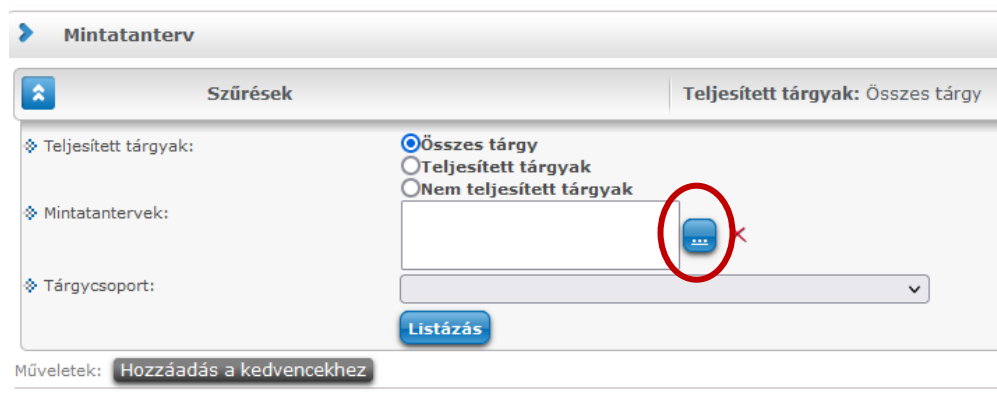 Mintatanterv
Szűrések Teljesített tárgyak: Összes tárgy
Teljesített tárgyak: Összes tárgy
Teljesített tárgyak
Nem teljesített tárgyak
Mintatantervek: ...
Tárgycsoport:
Listázás
Műveletek: Hozzáadás a kedvencekhez